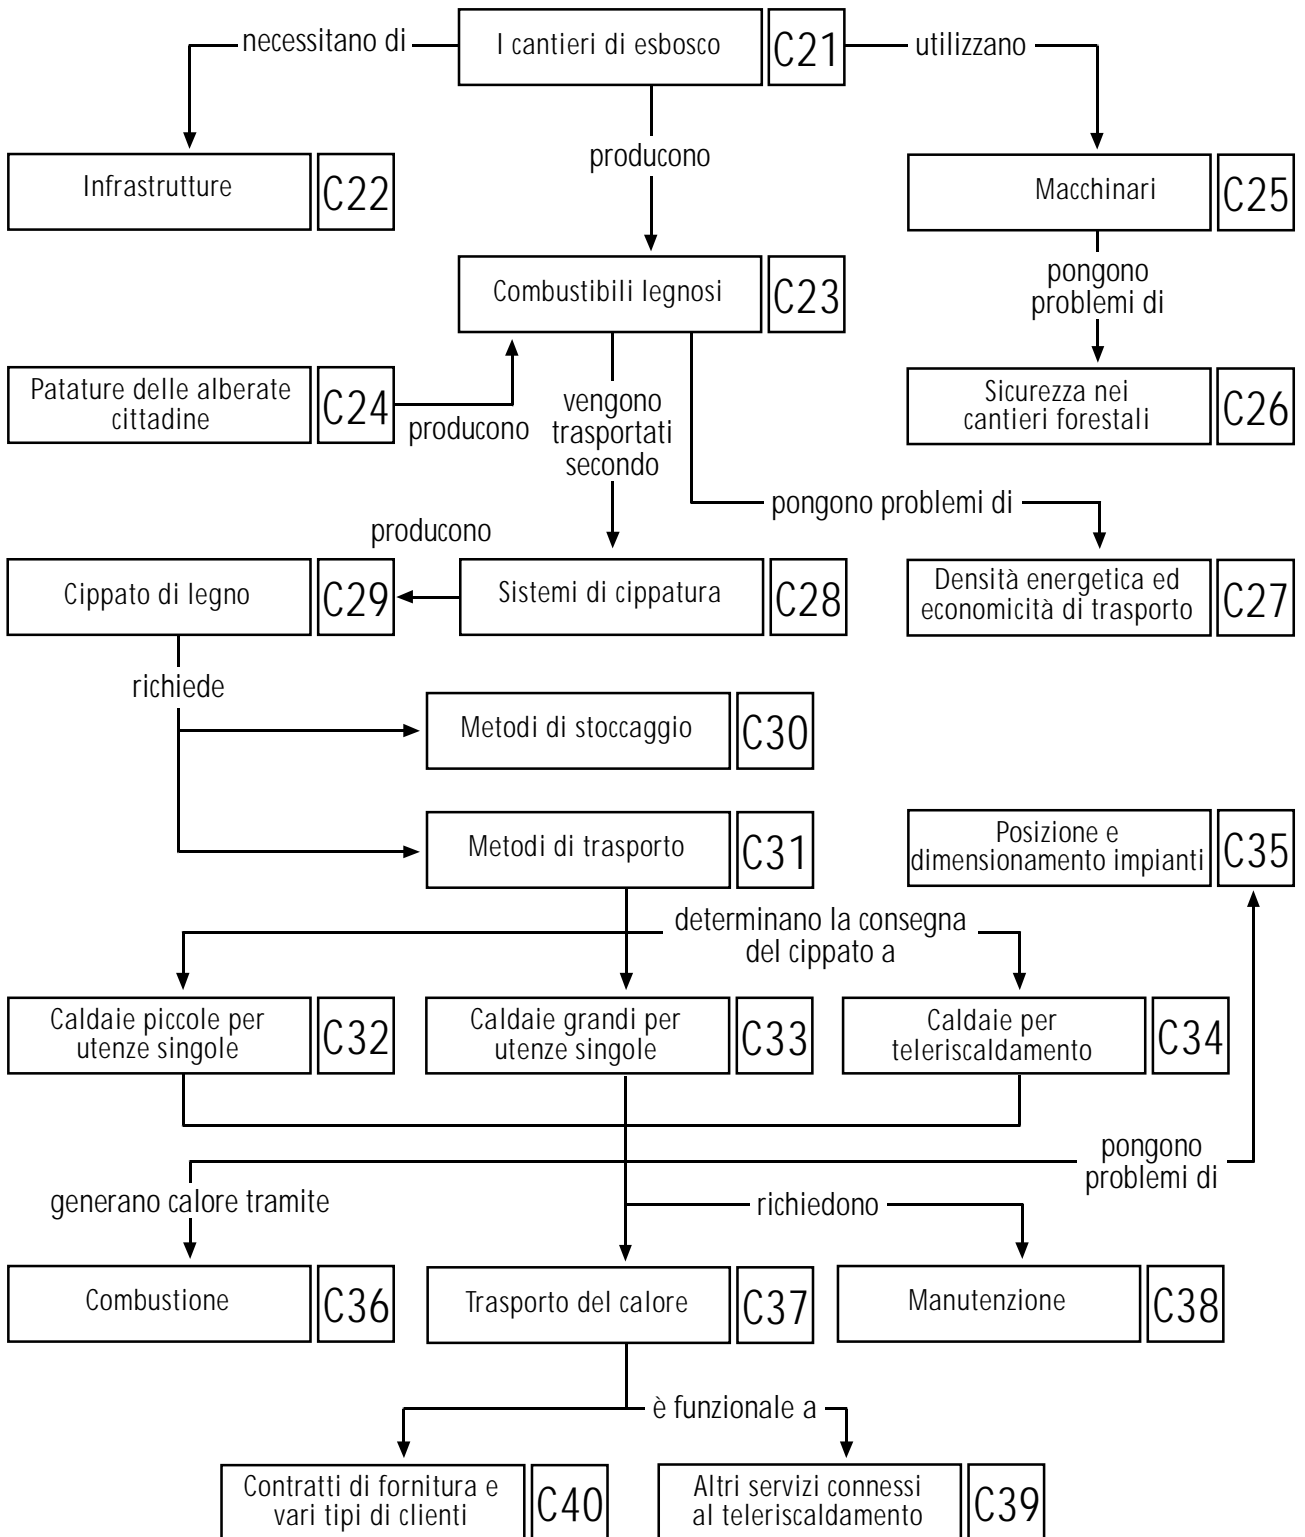 necessitano di
I cantieri di esbosco
C21
utilizzano
producono
Infrastrutture
C22
Macchinari
C25
pongono
problemi di
Combustibili legnosi
C23
Patature delle alberate
cittadine
C24
producono
vengono
trasportati
secondo
Sicurezza nei
cantieri forestali
C26
pongono problemi di
producono
Cippato di legno
C29
Sistemi di cippatura
C28
Densità energetica ed
economicità di trasporto
C27
richiede
Metodi di stoccaggio
C30
Metodi di trasporto
C31
Posizione e
dimensionamento impianti
C35
determinano la consegna
del cippato a
Caldaie piccole per
utenze singole
C32
Caldaie grandi per
utenze singole
C33
Caldaie per
teleriscaldamento
C34
pongono
problemi di
generano calore tramite
richiedono
Combustione
C36
Trasporto del calore
C37
Manutenzione
C38
è funzionale a
Contratti di fornitura e
vari tipi di clienti
C40
Altri servizi connessi
al teleriscaldamento
C39